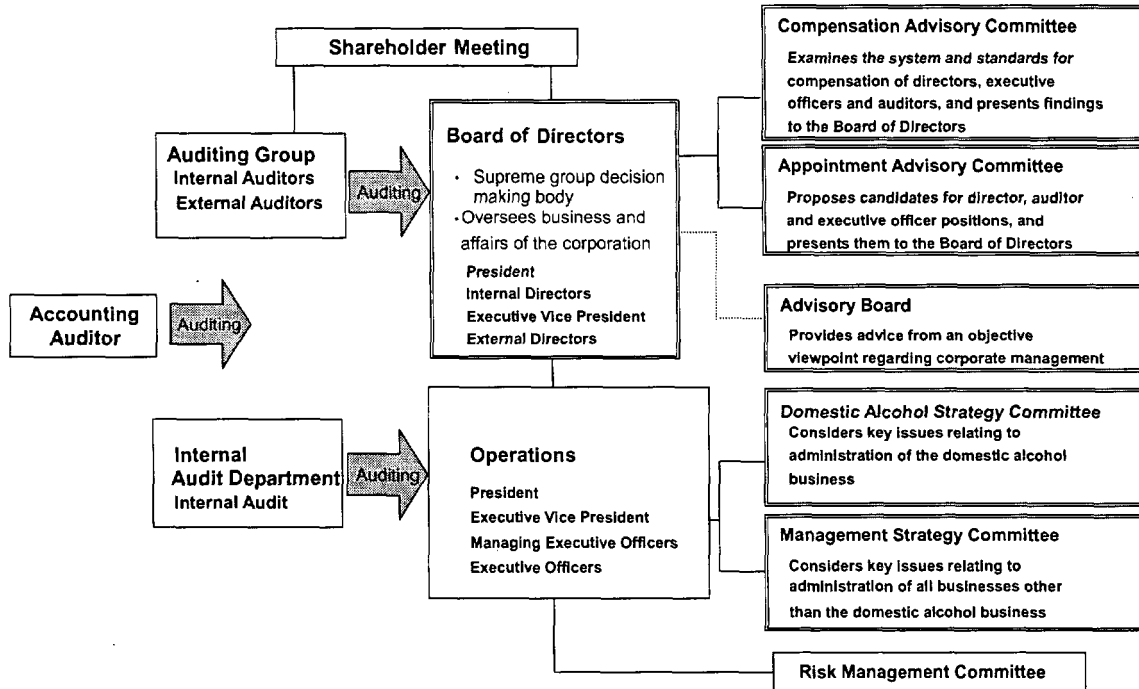 Shareholder Meeting
Auditing Group
Internal Auditors
External Auditors
Auditing
Board of Directors
· Supreme group decision
making body
·Oversees business and
affairs of the corporation
President
Internal Directors
Executive Vice President
External Directors
Compensation Advisory Committee
Examines the system and standards for
compensation of directors, executive
officers and auditors, and presents findings
to the Board of Directors
Appointment Advisory Committee
Proposes candidates for director, auditor
and executive officer positions, and
presents them to the Board of Directors
Advisory Board
Provides advice from an objective
viewpoint regarding corporate management
Accounting
Auditor
Auditing
Internal
Audit Department
Internal Audit
Auditing
Operations
President
Executive Vice President
Managing Executive Officers
Executive Officers
Domestic Alcohol Strategy Committee
Considers key issues relating to
administration of the domestic alcohol
business
Management Strategy Committee
Considers key issues relating to
administration of all businesses other
than the domestic alcohol business
Risk Management Committee